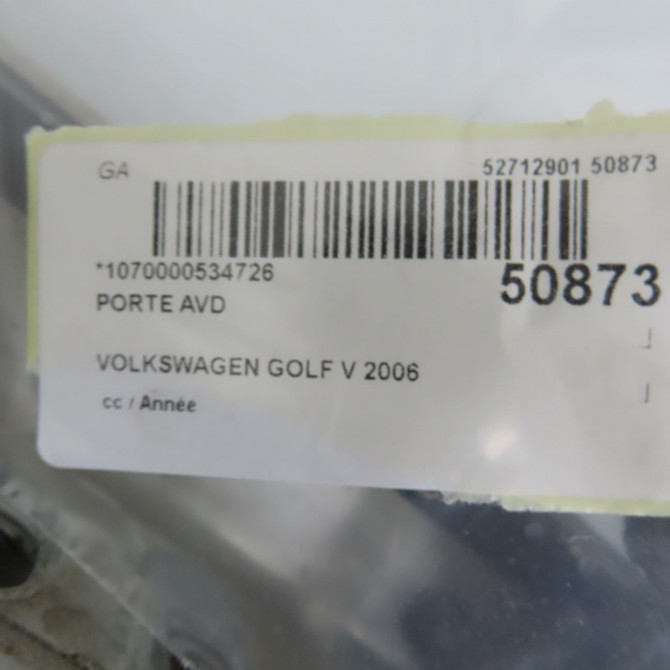 GA
52712901 50873
*1070000534726
50873
PORTE AVD
VOLKSWAGEN GOLF V 2006
cc / Année